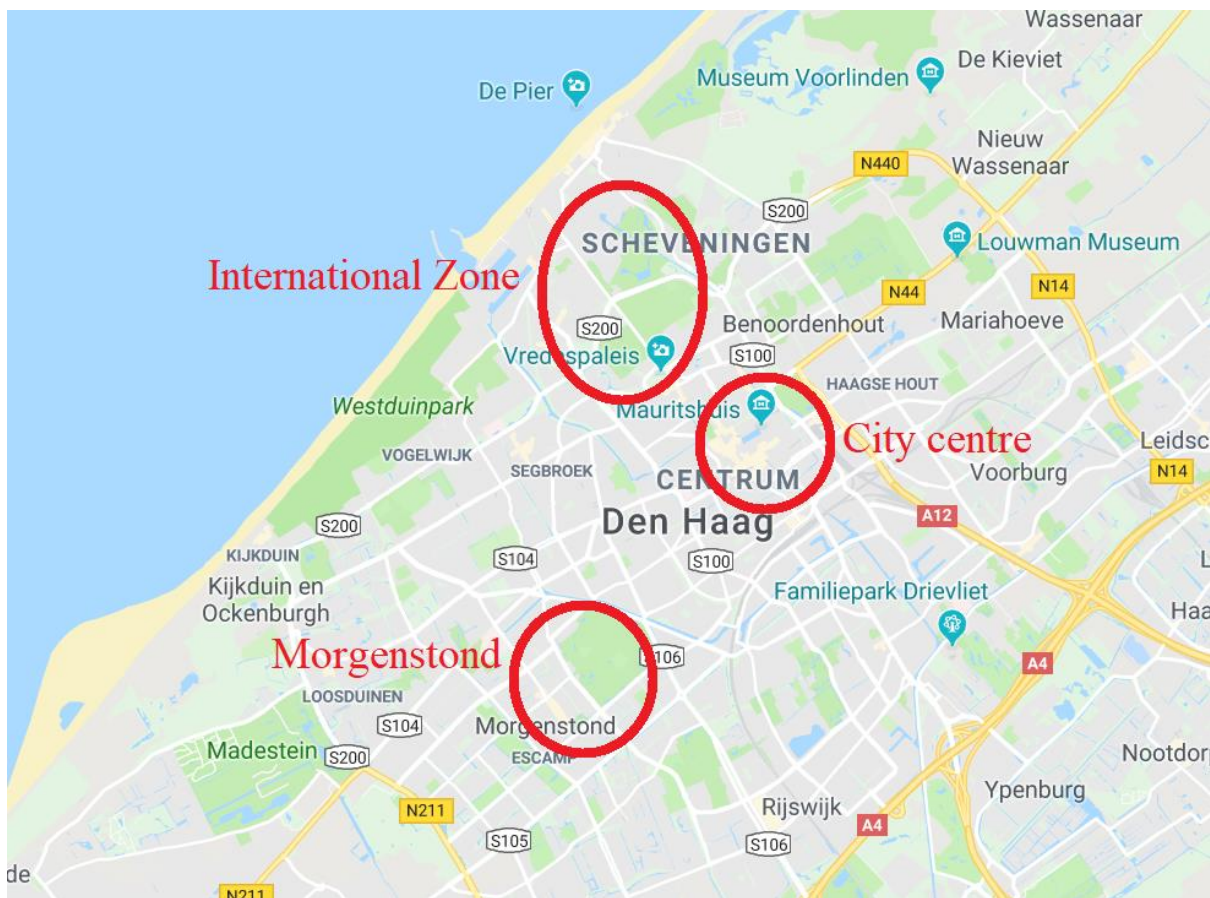 Wassenaar
De Kieviet
De Pier
Museum Voorlinden
Nieuw
Wassenaar
N440
S200
SCHEVENINGEN
Louwman Museum
International Zone
N14
N44
S200
Benoordenhout
Mariahoeve
Vredespaleis
S100
HAAGSE HOUT
Westduinpark
Mauritshuis
City centre
Leidsc
VOGELWIJK
SEGBROEK
CENTRUM
Voorburg
N14
S200
Den Haag
A12
KIJKDUIN
S104
S100
L
Kijkduin en
Ockenburgh
Familiepark Drievliet
Haa
Morgenstond
S106
A4
LOOSDUINEN
S104
Morgenstond
Madestein
S200
ESCAMP
Nootdorp
Ypenburg
N211
Rijswijk
A4
S105
S106
de
N211